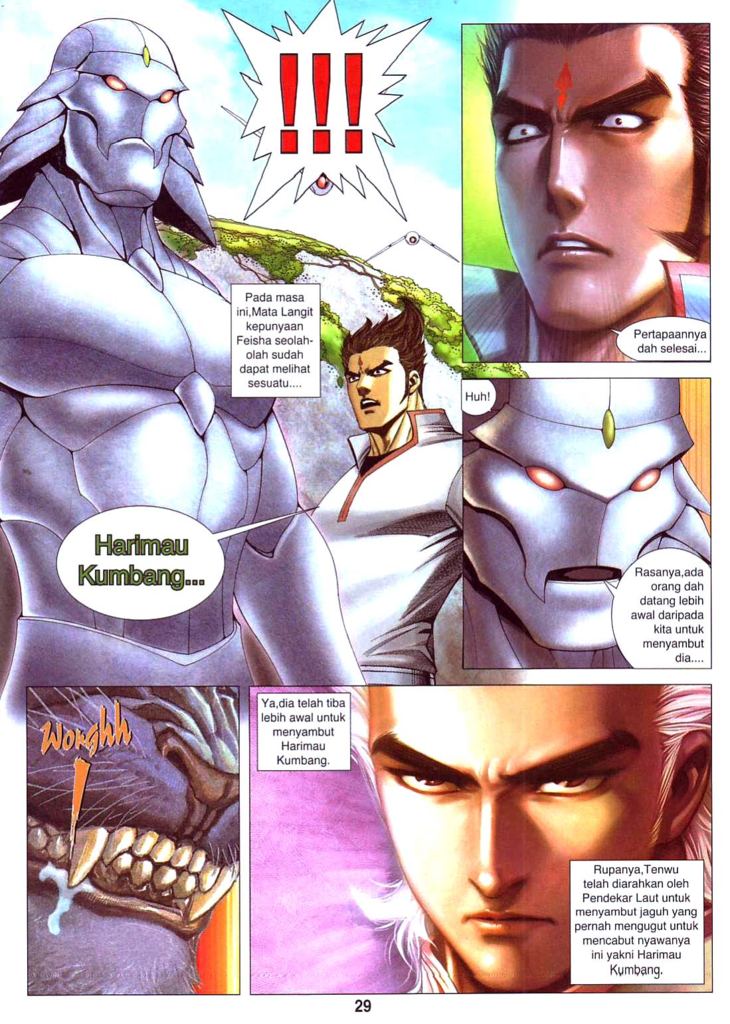 !!!
Pada masa
ini,Mata Langit
kepunyaan
Feisha seolah-
olah sudah
dapat melihat
sesuatu....
Harimau
Kumbang...
Pertapaannya
dah selesai...
Huh!
Rasanya,ada
orang dah
datang lebih
awal daripada
kita untuk
menyambut
dia....
Worghh
!
Ya,dia telah tiba
lebih awal untuk
menyambut
Harimau
Kumbang.
Rupanya,Tenwu
telah diarahkan oleh
Pendekar Laut untuk
menyambut jaguh yang
pernah mengugut untuk
mencabut nyawanya
ini yakni Harimau
Kumbang.
29